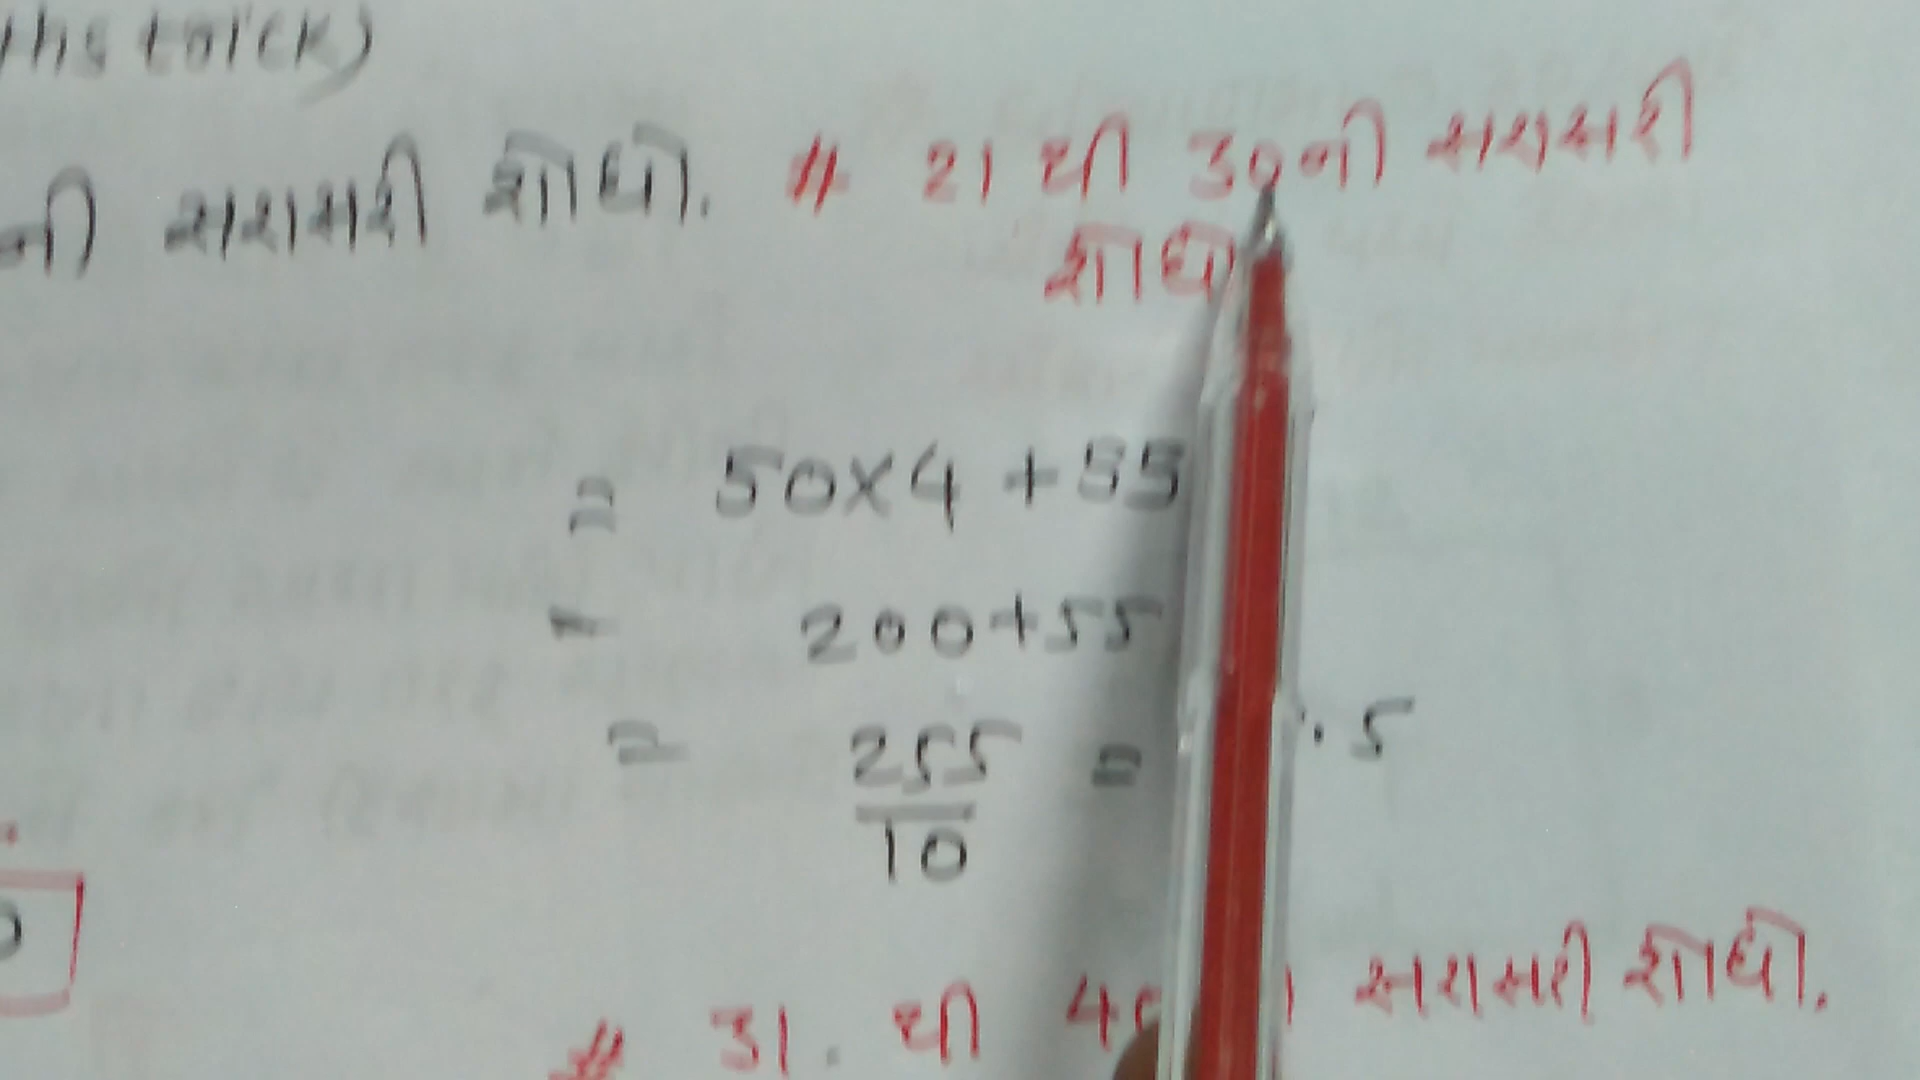 ths trick)
ની સરાસરી શોધો. # 21 થી 30ની સરાસરી
શોધો
= 50×4 +55
= 200+55
= 255 = .5
10
# 31. થી 40 સરાસરી શોધો.